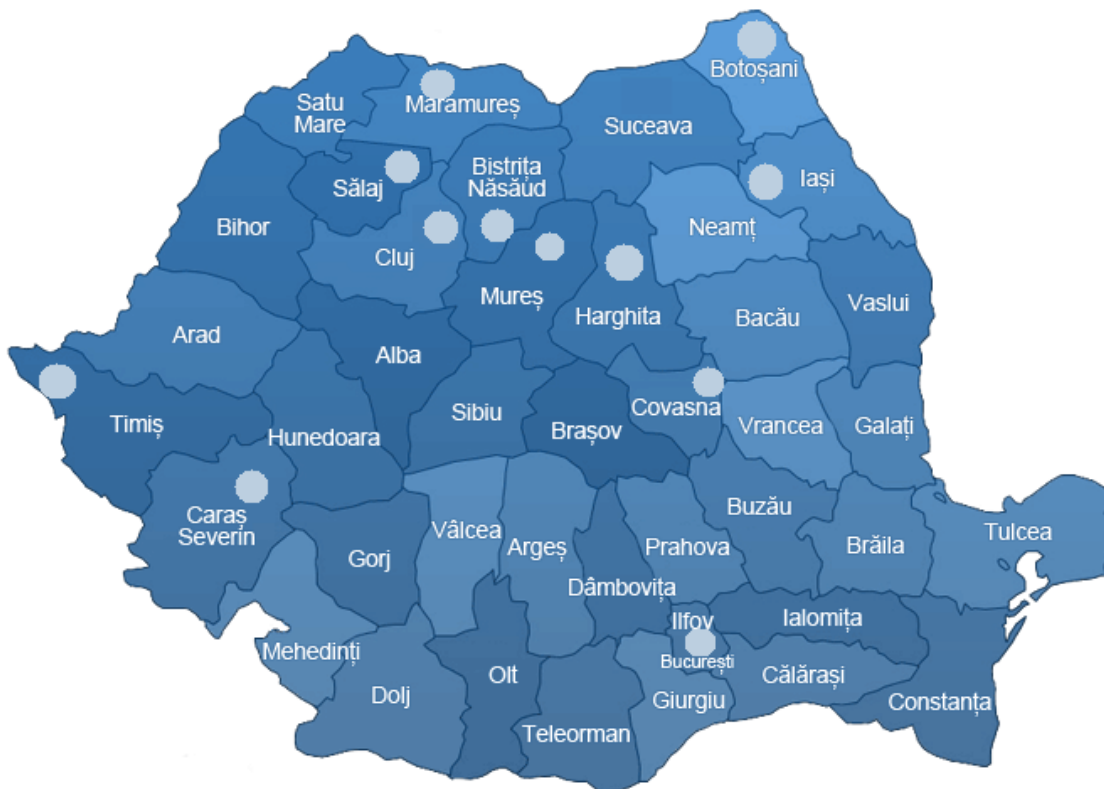 Botoșani
Satu
Mare
Maramureș
Suceava
Bistrița
Năsăud
Iași
Sălaj
Bihor
Neamț
Cluj
Mureș
Harghita
Vaslui
Bacău
Arad
Alba
Timiș
Hunedoara
Sibiu
Brașov
Covasna
Vrancea
Galați
Caraș
Severin
Vâlcea
Gorj
Argeș
Prahova
Buzău
Brăila
Tulcea
Dâmbovița
Ilfov
Ialomița
Mehedinți
București
Olt
Dolj
Giurgiu
Călărași
Constanța
Teleorman